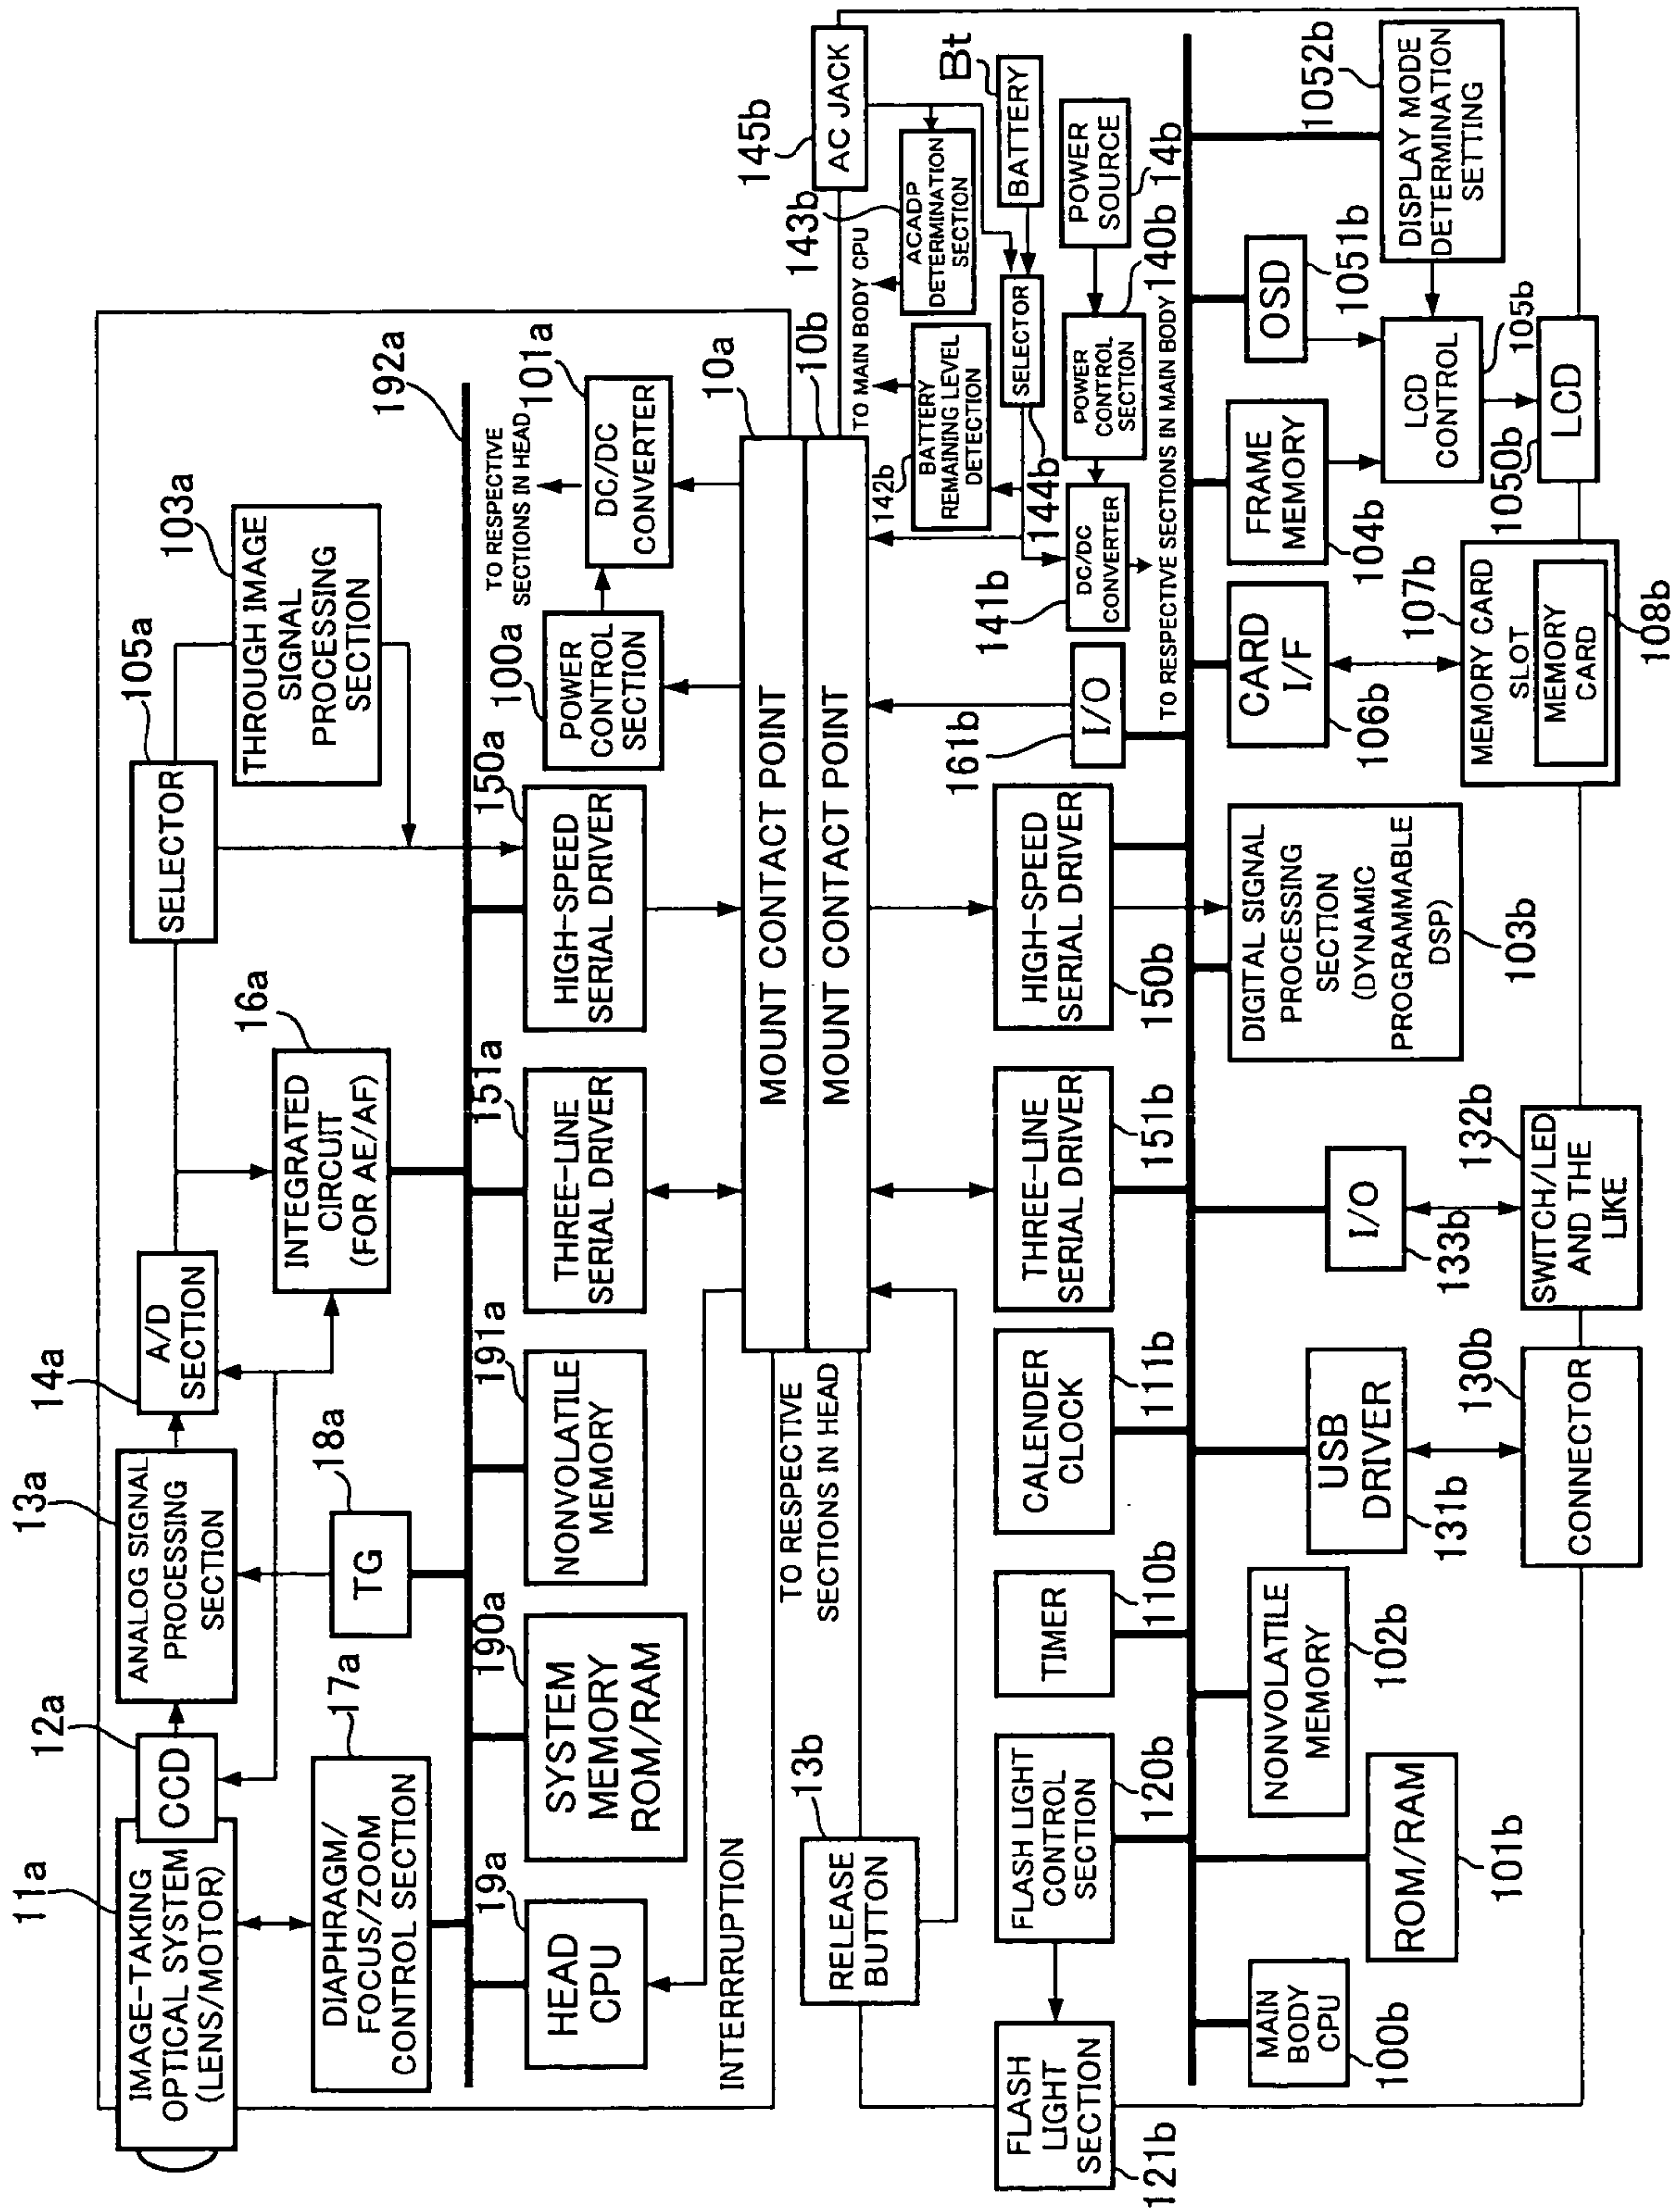 11a
IMAGE-TAKING
OPTICAL SYSTEM
(LENS/MOTOR)
12a
CCD
13a
ANALOG SIGNAL
PROCESSING
SECTION
14a
A/D
SECTION
105a
SELECTOR
103a
THROUGH IMAGE
SIGNAL
PROCESSING
SECTION
16a
INTEGRATED
CIRCUIT
(FOR AE/AF)
17a
DIAPHRAGM/
FOCUS/ZOOM
CONTROL SECTION
18a
TG
192a
19a
HEAD
CPU
190a
SYSTEM
MEMORY
ROM/RAM
191a
NONVOLATILE
MEMORY
151a
THREE-LINE
SERIAL DRIVER
150a
HIGH-SPEED
SERIAL DRIVER
100a
POWER
CONTROL
SECTION
TO RESPECTIVE
SECTIONS IN HEAD
101a
DC/DC
CONVERTER
INTERRRUPTION
10a
MOUNT CONTACT POINT
10b
MOUNT CONTACT POINT
TO RESPECTIVE
SECTIONS IN HEAD
13b
RELEASE
BUTTON
145b
AC JACK
143b
ACADP
DETERMINATION
SECTION
TO MAIN BODY CPU
142b
BATTERY
REMAINING LEVEL
DETECTION
Bt
BATTERY
SELECTOR
144b
POWER
SOURCE
14b
POWER
CONTROL
SECTION
140b
141b
DC/DC
CONVERTER
TO RESPECTIVE SECTIONS IN MAIN BODY
161b
I/O
121b
FLASH
LIGHT
SECTION
FLASH LIGHT
CONTROL
SECTION
120b
TIMER
110b
CALENDER
CLOCK
111b
THREE-LINE
SERIAL DRIVER
151b
HIGH-SPEED
SERIAL DRIVER
150b
MAIN
BODY
CPU
100b
ROM/RAM
101b
NONVOLATILE
MEMORY
102b
USB
DRIVER
131b
130b
CONNECTOR
I/O
133b
132b
SWITCH/LED
AND THE
LIKE
DIGITAL SIGNAL
PROCESSING
SECTION
(DYNAMIC
PROGRAMMABLE
DSP)
103b
CARD
I/F
106b
107b
MEMORY CARD
SLOT
MEMORY
CARD
108b
FRAME
MEMORY
104b
OSD
1051b
LCD
CONTROL
105b
1050b
LCD
1052b
DISPLAY MODE
DETERMINATION
SETTING